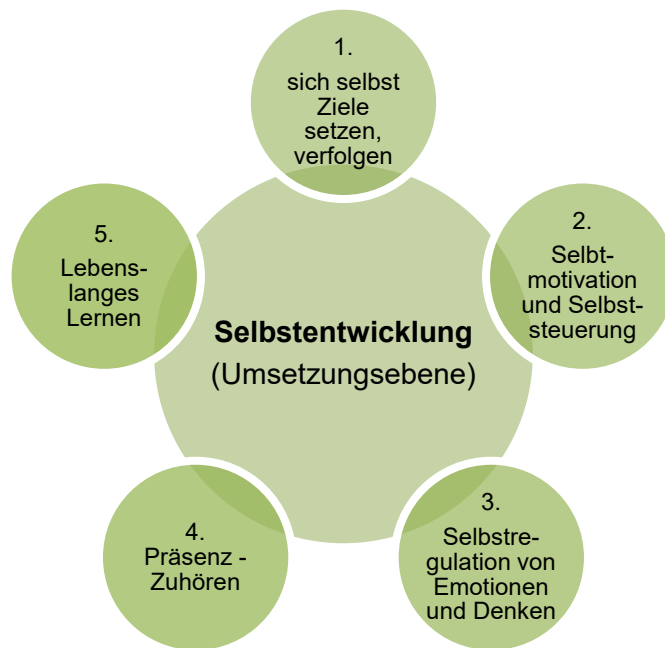 1.
sich selbst
Ziele
setzen,
verfolgen
2.
Selbt-
motivation
und Selbst-
steuerung
3.
Selbstre-
gulation von
Emotionen
und Denken
4.
Präsenz -
Zuhören
5.
Lebens-
langes
Lernen
Selbstentwicklung
(Umsetzungsebene)